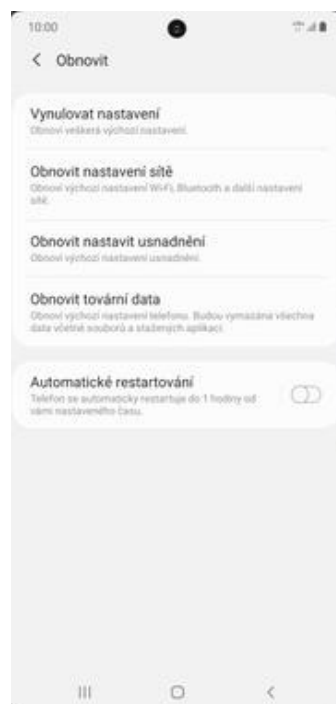 10:00
Obnovit
Vynulovat nastavení
Obnoví veškerá výchozí nastavení.
Obnovit nastavení sítě
Obnoví výchozí nastavení Wi-Fi, Bluetooth a další nastavení
sítě.
Obnovit nastavit usnadnění
Obnoví výchozí nastavení usnadnění.
Obnovit tovární data
Obnoví výchozí nastavení telefonu. Budou vymazána všechna
data včetně souborů a stažených aplikací.
Automatické restartování
Telefon se automaticky restartuje do 1 hodiny od
vámi nastaveného času.